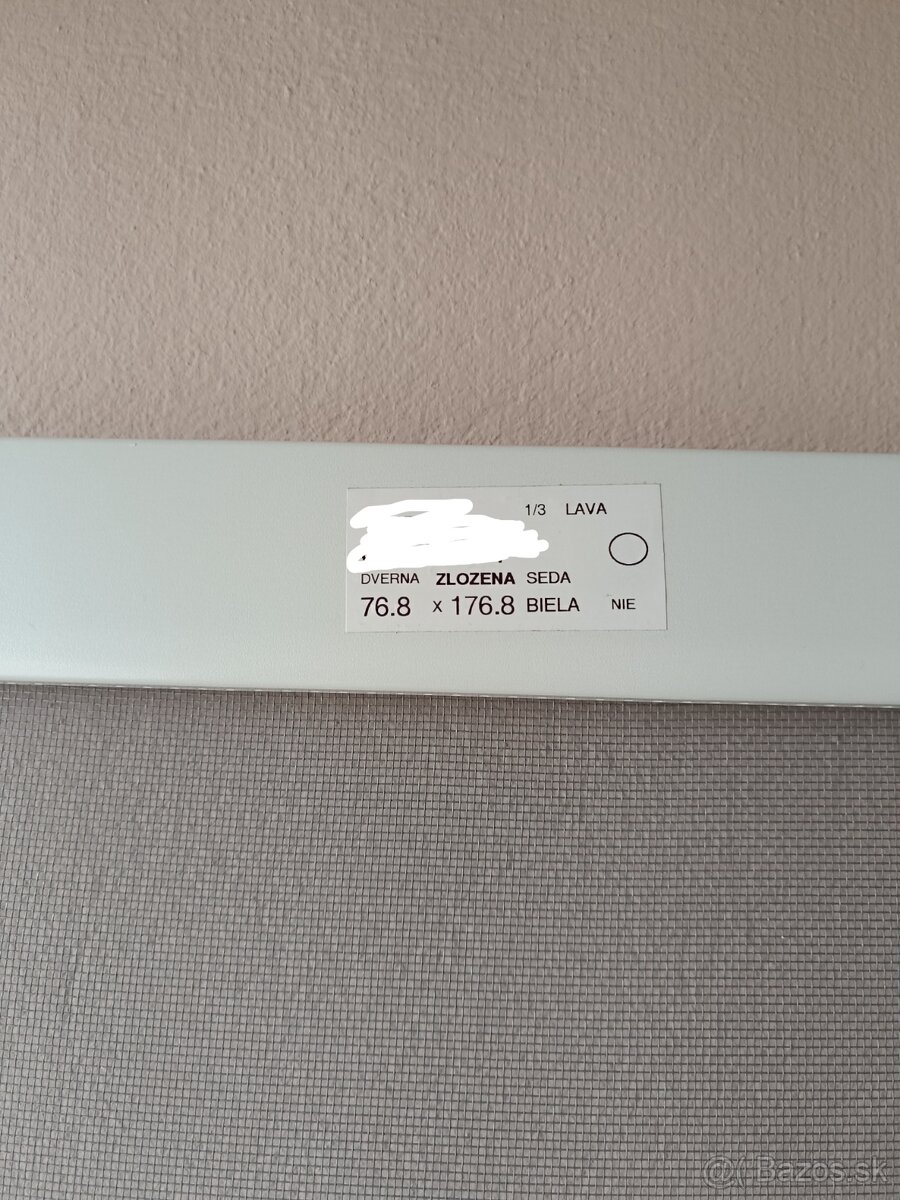 1/3 LAVA
DVERNA ZLOZENA SEDA
76.8 x 176.8 BIELA NIE
@( Bazos.sk